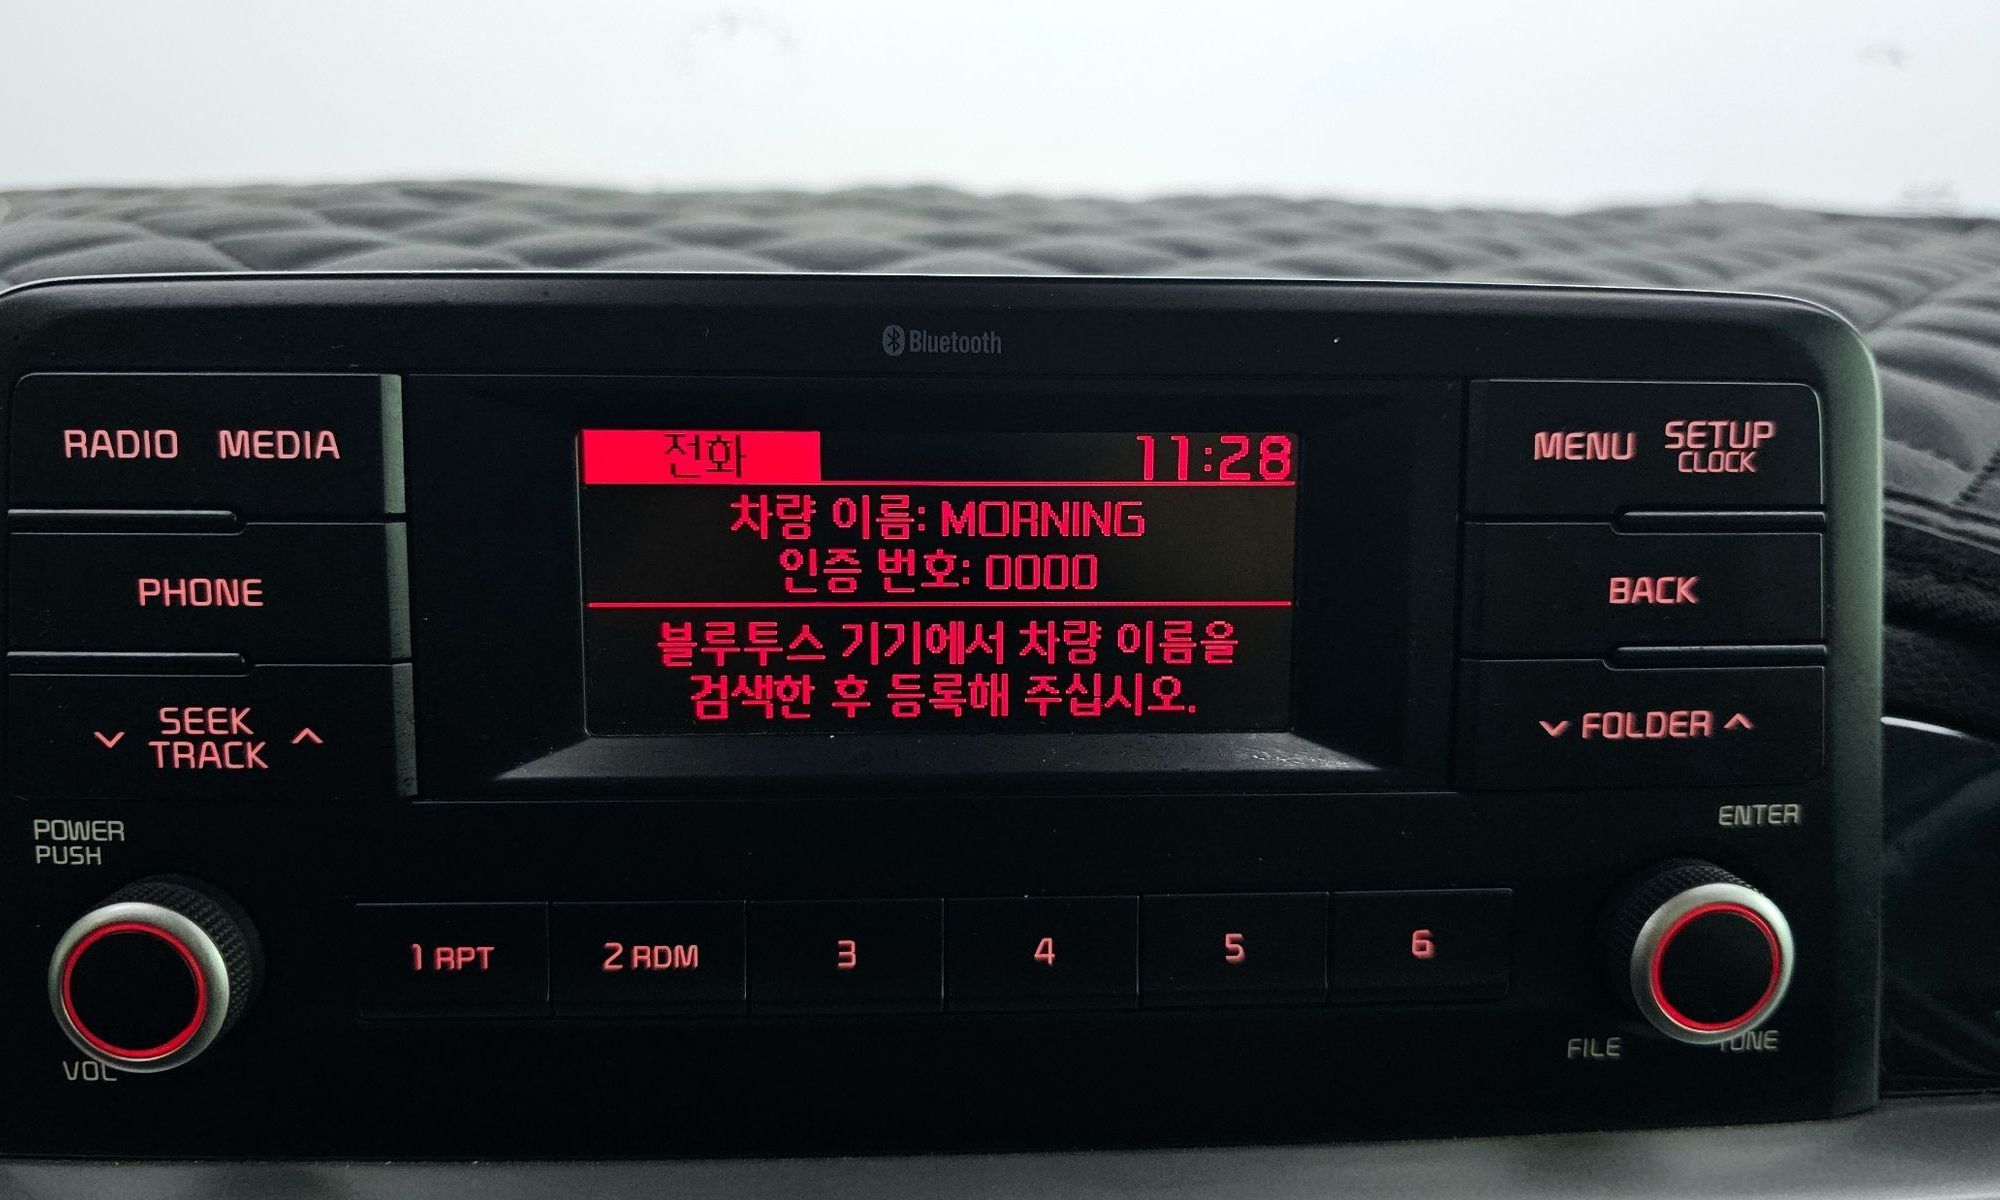 Bluetooth
RADIO MEDIA
PHONE
SEEK
TRACK
전화 11:28
차량 이름: MORNING
인증 번호: 0000
블루투스 기기에서 차량 이름을
검색한 후 등록해 주십시오.
MENU SETUP
CLOCK
BACK
FOLDER
POWER
PUSH
VOL
1 RPT 2 RDM 3 4 5 6
ENTER
FILE TUNE